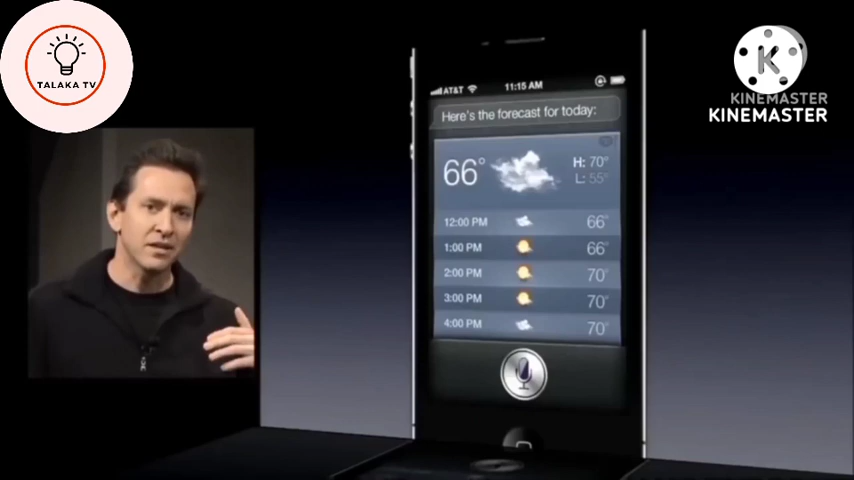 TALAKA TV
KINEMASTER
KINEMASTER
AT&T 11:15 AM
Here's the forecast for today:
66° H: 70°
L: 55°
12:00 PM 66°
1:00 PM 66°
2:00 PM 70°
3:00 PM 70°
4:00 PM 70°